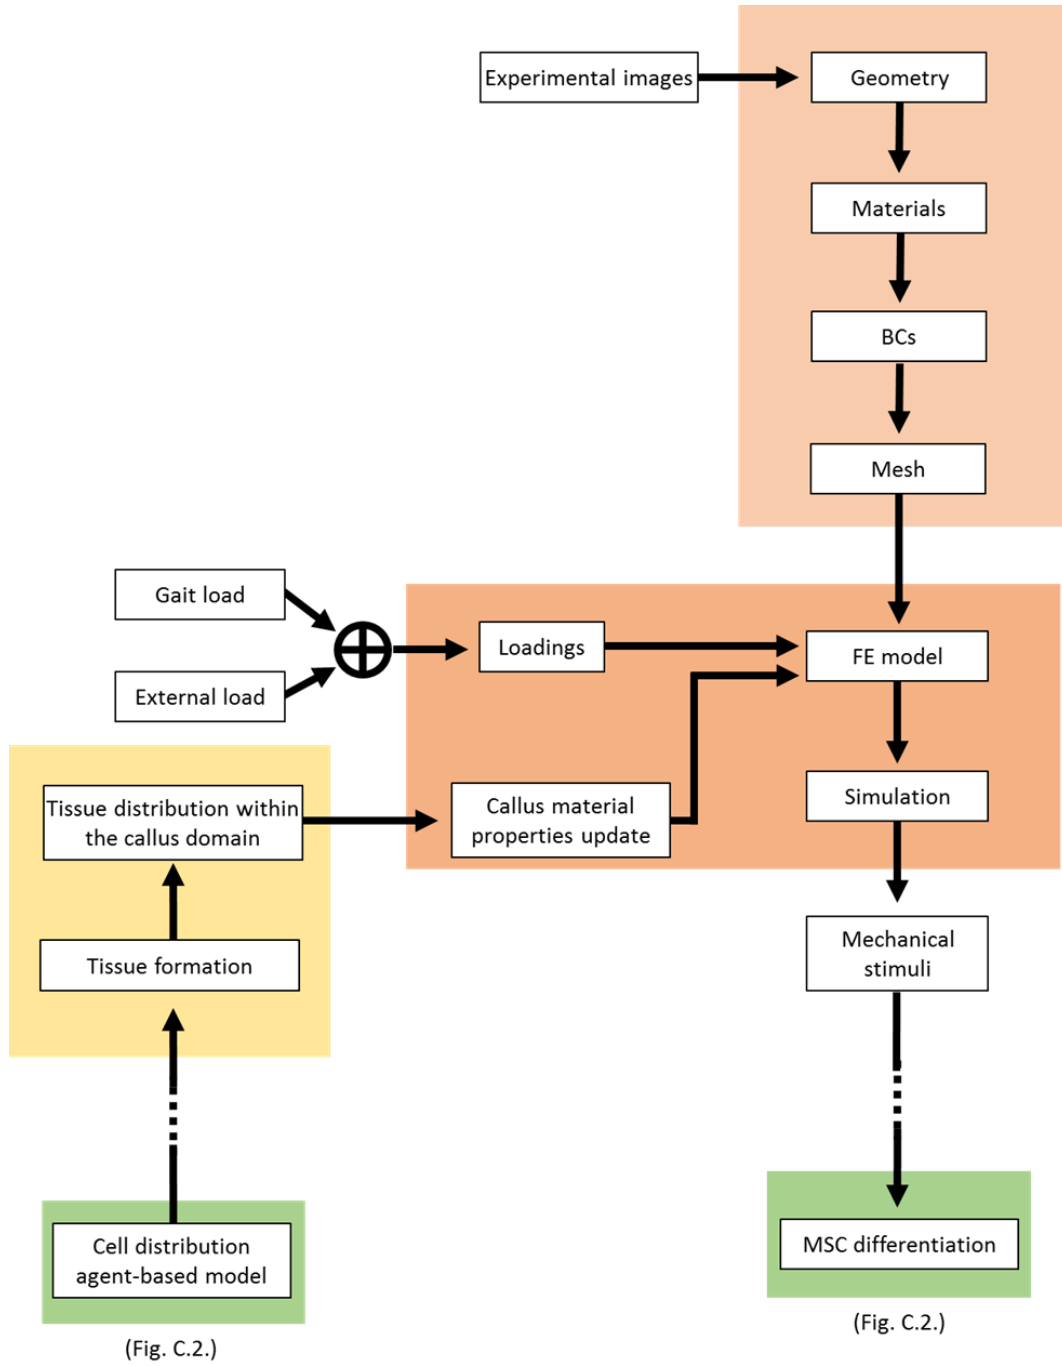 Experimental images
Geometry
Materials
BCs
Mesh
Gait load
External load
Loadings
FE model
Tissue distribution within
the callus domain
Callus material
properties update
Simulation
Tissue formation
Mechanical
stimuli
Cell distribution
agent-based model
MSC differentiation
(Fig. C.2.)
(Fig. C.2.)